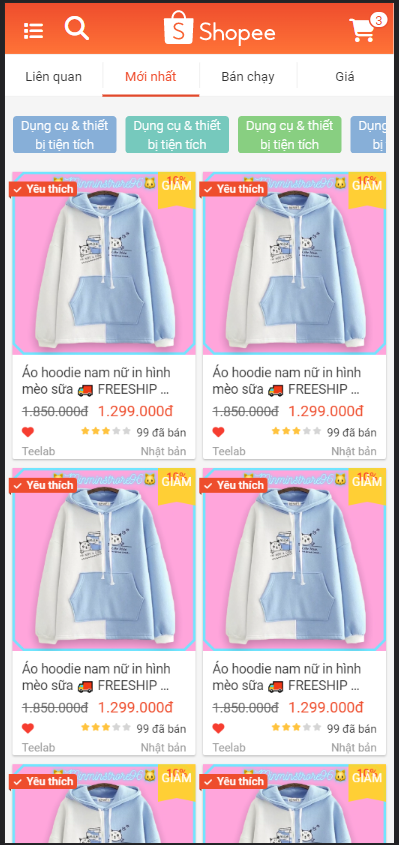 Shopee
3
Liên quan
Mới nhất
Bán chạy
Giá
Dụng cụ & thiết
bị tiện tích
Dụng cụ & thiết
bị tiện tích
Dụng cụ & thiết
bị tiện tích
Dụng
bị
Yêu thích
16%
GIẢM
Yêu thích
16%
GIẢM
Áo hoodie nam nữ in hình
mèo sữa 🚚 FREESHIP ...
1.850.000đ 1.299.000đ
99 đã bán
Teelab Nhật bản
Áo hoodie nam nữ in hình
mèo sữa 🚚 FREESHIP ...
1.850.000đ 1.299.000đ
99 đã bán
Teelab Nhật bản
Yêu thích
16%
GIẢM
Yêu thích
16%
GIẢM
Áo hoodie nam nữ in hình
mèo sữa 🚚 FREESHIP ...
1.850.000đ 1.299.000đ
99 đã bán
Teelab Nhật bản
Áo hoodie nam nữ in hình
mèo sữa 🚚 FREESHIP ...
1.850.000đ 1.299.000đ
99 đã bán
Teelab Nhật bản
Yêu thích
16%
GIẢM
Yêu thích
16%
GIẢM